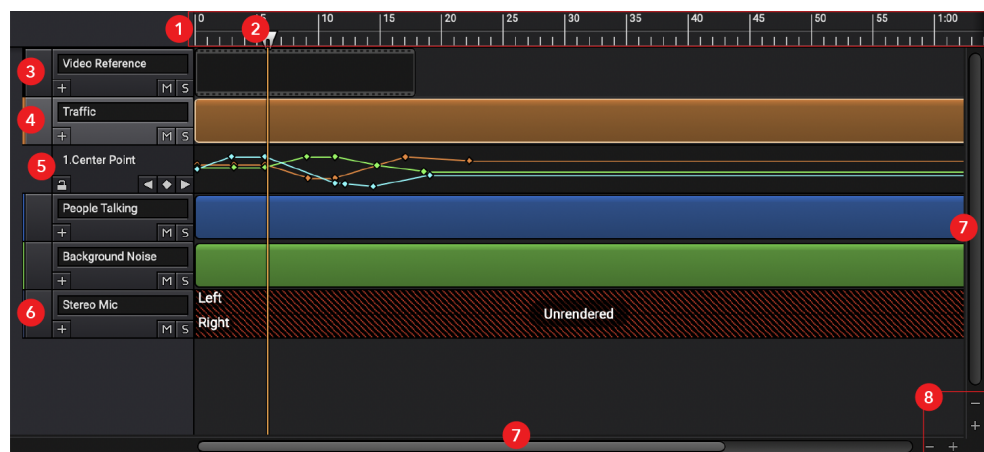 1 0 5 2 10 15 20 25 30 35 40 45 50 55 1:00
3 Video Reference
+ M S
4 Traffic
+ M S
5 1.Center Point
People Talking
+ M S 7
Background Noise
+ M S
6 Stereo Mic Left
+ M S Right Unrendered
8
−
+
7 − +